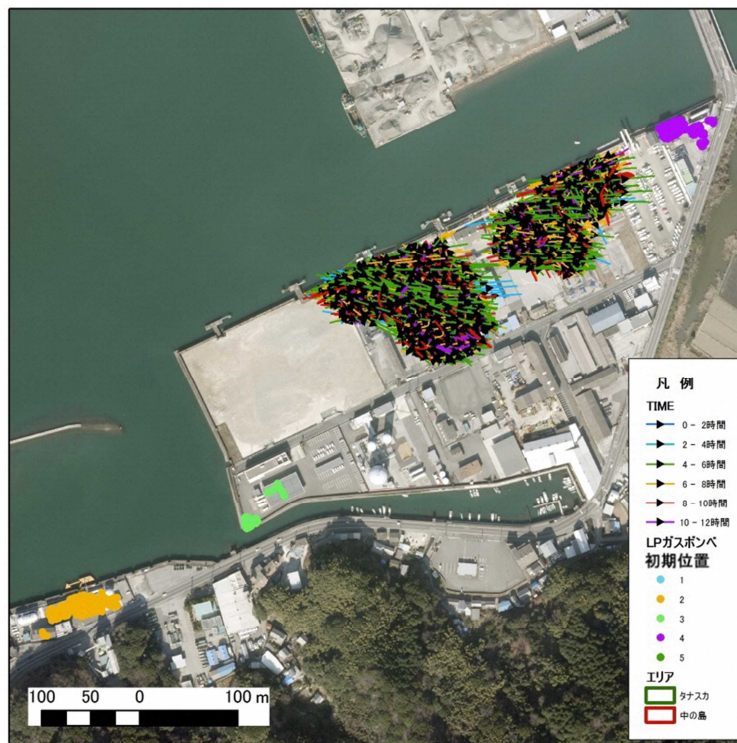 凡 例
TIME
0 - 2時間
2 - 4時間
4 - 6時間
6 - 8時間
8 - 10時間
10 - 12時間
LPガスボンベ
初期位置
1
2
3
4
5
エリア
タナスカ
中の島
100 50 0 100 m